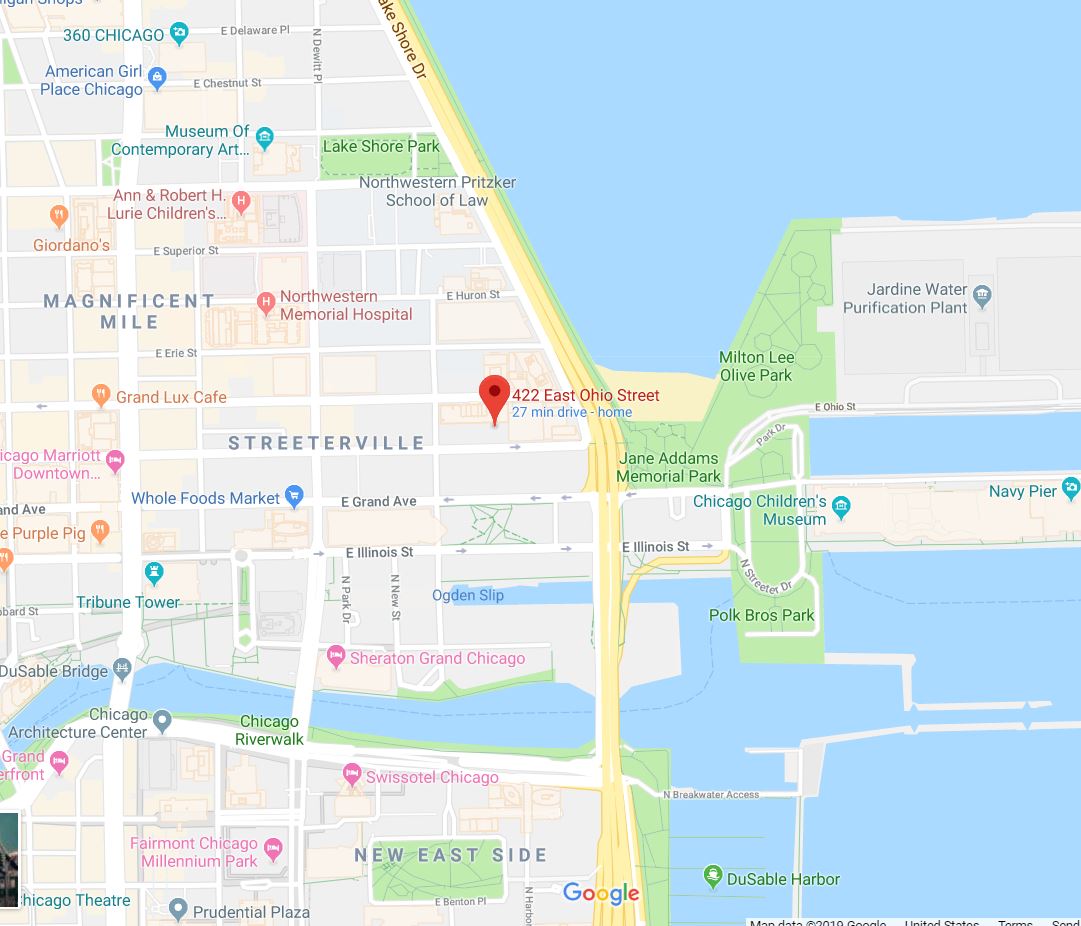 igan Shops
360 CHICAGO
E Delaware Pl
N Dewitt Pl
ake Shore Dr
American Girl
Place Chicago
E Chestnut St
Museum Of
Contemporary Art...
Lake Shore Park
Northwestern Pritzker
School of Law
Ann & Robert H.
Lurie Children's...
Giordano's
E Superior St
MAGNIFICENT
MILE
Northwestern
Memorial Hospital
E Huron St
Jardine Water
Purification Plant
E Erie St
Milton Lee
Olive Park
Grand Lux Cafe
422 East Ohio Street
27 min drive - home
E Ohio St
Park Dr
STREETERVILLE
icago Marriott
Downtown...
Jane Addams
Memorial Park
Whole Foods Market
E Grand Ave
Chicago Children's
Museum
Navy Pier
and Ave
e Purple Pig
E Illinois St
E Illinois St
N Streeter Dr
Tribune Tower
N Park Dr
N New St
Ogden Slip
bbard St
Polk Bros Park
Sheraton Grand Chicago
DuSable Bridge
Chicago
Architecture Center
Chicago
Riverwalk
Grand
erfront
Swissotel Chicago
N Breakwater Access
Fairmont Chicago
Millennium Park
NEW EAST SIDE
DuSable Harbor
Google
hicago Theatre
E Benton Pl
N Harbor
Prudential Plaza
Map data ©2019 Google United States Terms Send